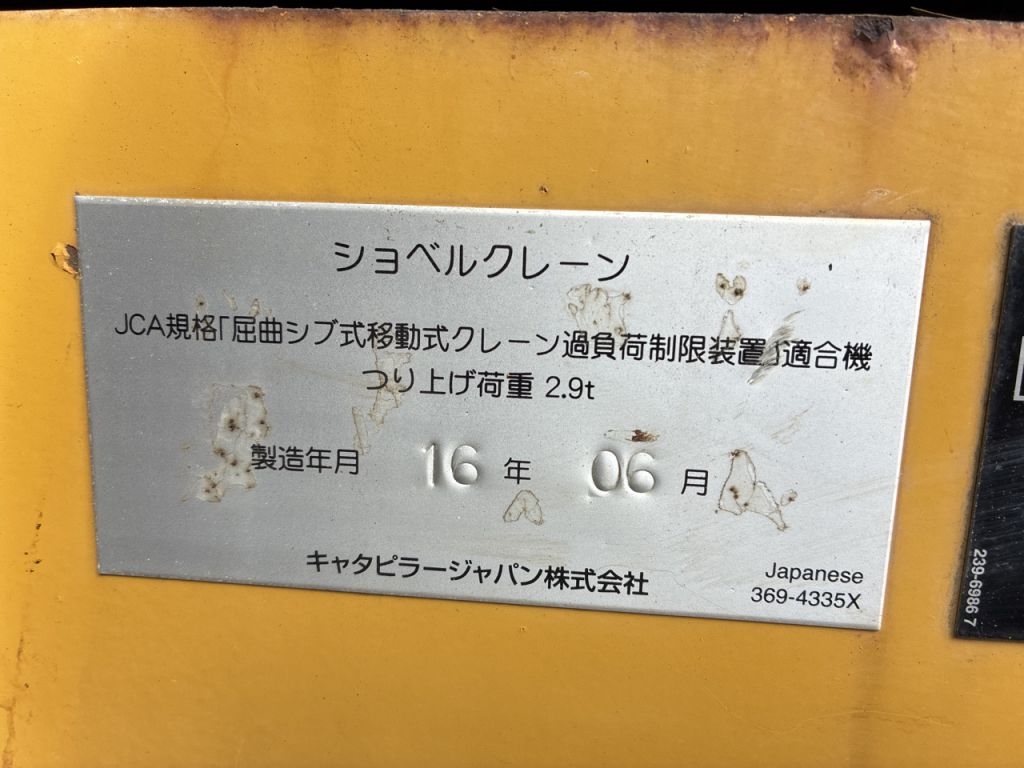 ショベルクレーン
JCA規格「屈曲ジブ式移動式クレーン過負荷制限装置」適合機
つり上げ荷重 2.9t
製造年月 16 年 06 月
キャタピラージャパン株式会社
Japanese
369-4335X
239-6986 7